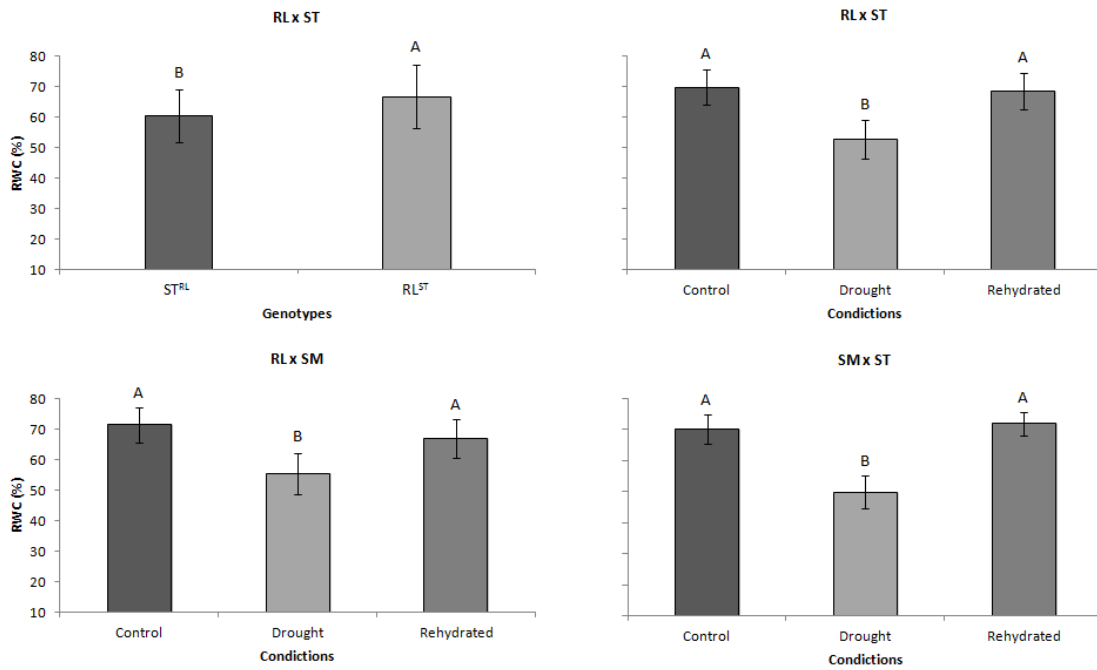 RL x ST
A
B
80
70
60
50
40
30
20
10
RWC (%)
ST^RL
RL^ST
Genotypes
RL x ST
A
A
B
Control
Drought
Rehydrated
Condictions
RL x SM
A
A
B
80
70
60
50
40
30
20
10
RWC (%)
Control
Drought
Rehydrated
Condictions
SM x ST
A
A
B
Control
Drought
Rehydrated
Condictions